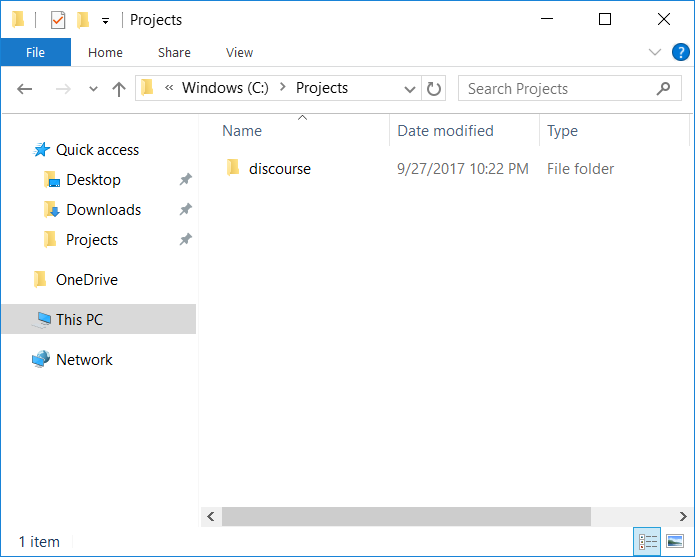 Projects
File Home Share View
« Windows (C:) > Projects Search Projects
Name Date modified Type
Quick access
discourse 9/27/2017 10:22 PM File folder
Desktop
Downloads
Projects
OneDrive
This PC
Network
1 item